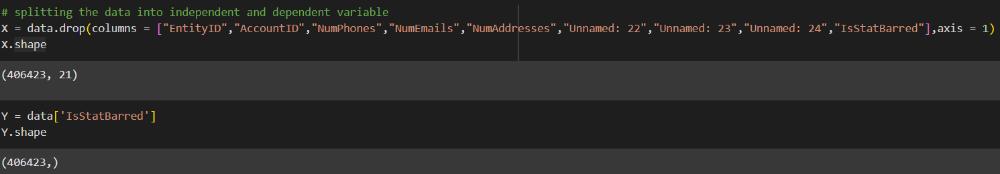 # splitting the data into independent and dependent variable
X = data.drop(columns = ["EntityID","AccountID","NumPhones","NumEmails","NumAddresses","Unnamed: 22","Unnamed: 23","Unnamed: 24","IsStatBarred"],axis = 1)
X.shape
(406423, 21)
Y = data['IsStatBarred']
Y.shape
(406423,)